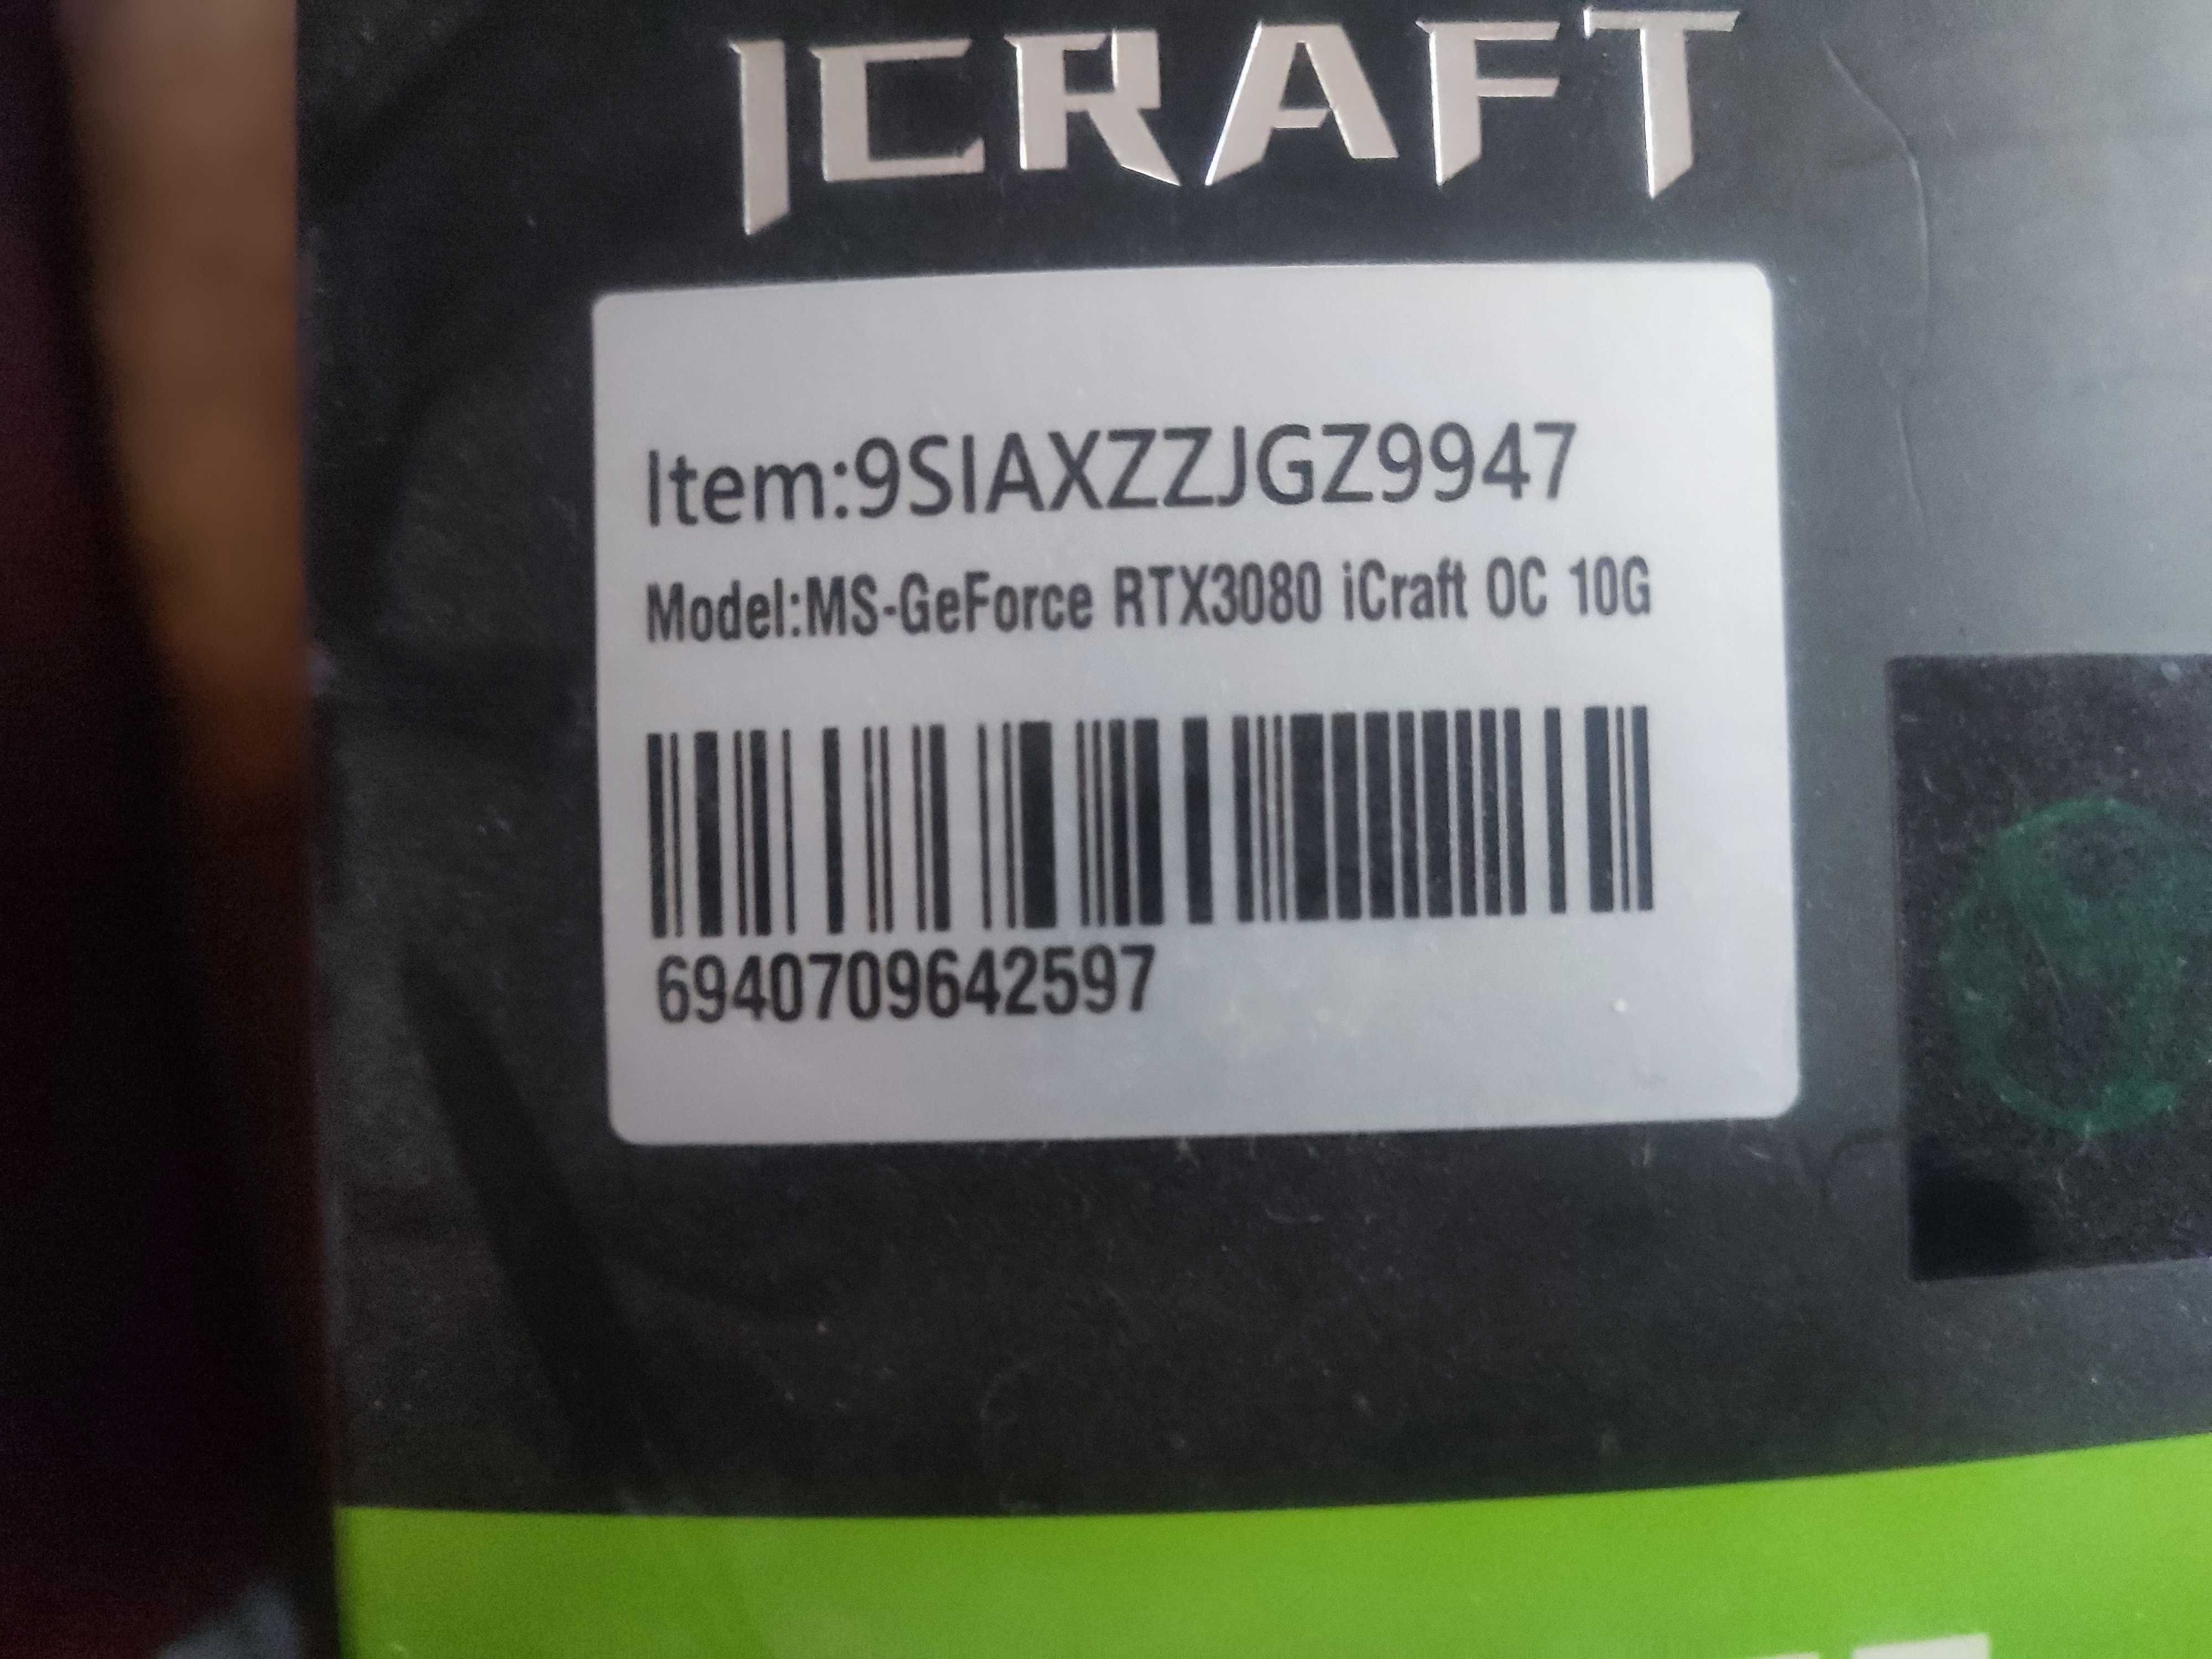 ICRAFT
Item:9SIAXZZJGZ9947
Model:MS-GeForce RTX3080 iCraft OC 10G
6940709642597